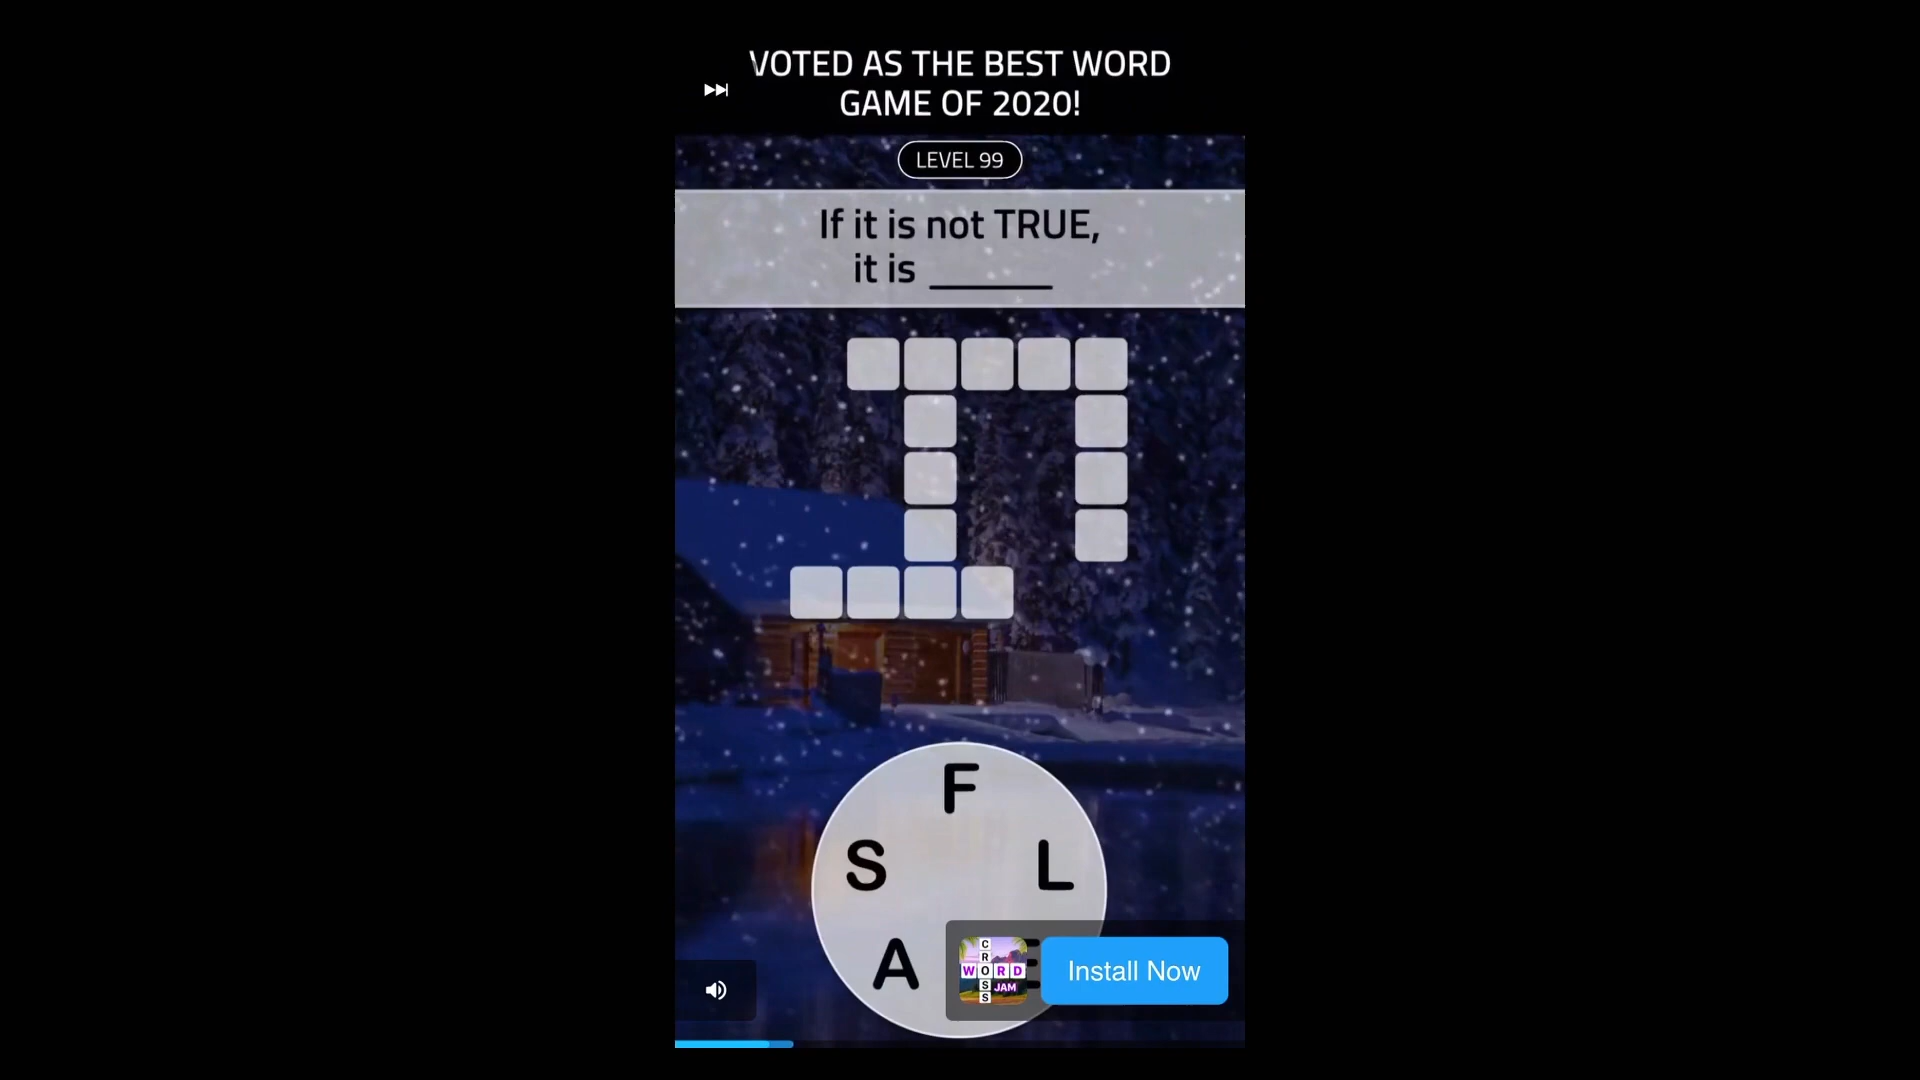 VOTED AS THE BEST WORD
GAME OF 2020!
LEVEL 99
If it is not TRUE,
it is ______
F
S
L
A
E
C
R
WORD
S
JAM
S
Install Now